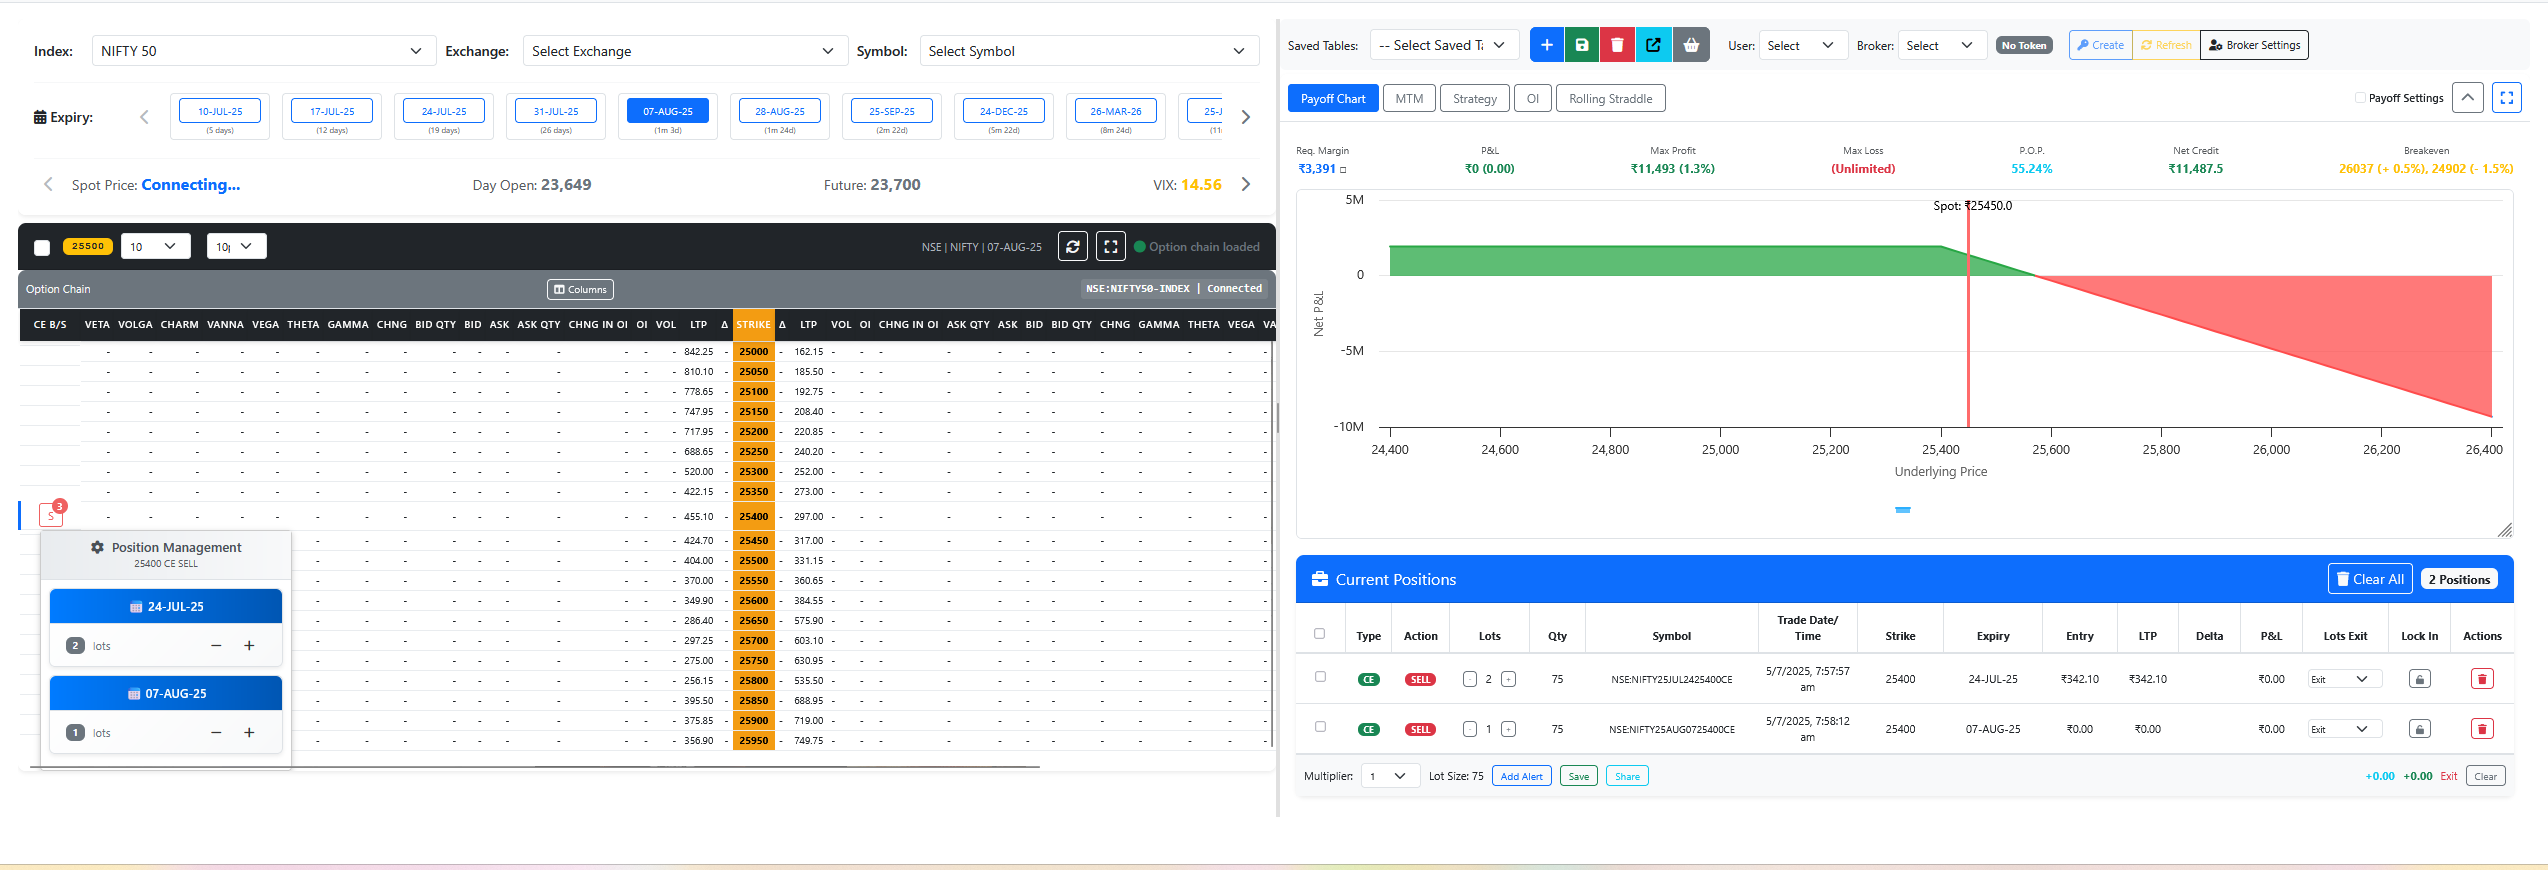 Index: NIFTY 50 Exchange: Select Exchange Symbol: Select Symbol
Expiry: 10-JUL-25 17-JUL-25 24-JUL-25 31-JUL-25 07-AUG-25 28-AUG-25 25-SEP-25 24-DEC-25 26-MAR-26 25-J
(5 days) (12 days) (19 days) (26 days) (1m 3d) (1m 24d) (2m 22d) (5m 22d) (8m 24d) (11
Spot Price: Connecting... Day Open: 23,649 Future: 23,700 VIX: 14.56
25500 10 10 NSE | NIFTY | 07-AUG-25 Option chain loaded
Option Chain Columns NSE:NIFTY50-INDEX | Connected
CE B/S VETA VOLGA CHARM VANNA VEGA THETA GAMMA CHNG BID QTY BID ASK ASK QTY CHNG IN OI OI VOL LTP Δ STRIKE Δ LTP VOL OI CHNG IN OI ASK QTY ASK BID BID QTY CHNG GAMMA THETA VEGA VA
- - - - - - - - - - - - - - - 842.25 - 25000 - 162.15 - - - - - - - - - - - -
- - - - - - - - - - - - - - - 810.10 - 25050 - 185.50 - - - - - - - - - - - -
- - - - - - - - - - - - - - - 778.65 - 25100 - 192.75 - - - - - - - - - - - -
- - - - - - - - - - - - - - - 747.95 - 25150 - 208.40 - - - - - - - - - - - -
- - - - - - - - - - - - - - - 717.95 - 25200 - 220.85 - - - - - - - - - - - -
- - - - - - - - - - - - - - - 688.65 - 25250 - 240.20 - - - - - - - - - - - -
- - - - - - - - - - - - - - - 520.00 - 25300 - 252.00 - - - - - - - - - - - -
- - - - - - - - - - - - - - - 422.15 - 25350 - 273.00 - - - - - - - - - - - -
S 3 - - - - - - - - - - - - - - - 455.10 - 25400 - 297.00 - - - - - - - - - - - -
- - - - - - - - - 424.70 - 25450 - 317.00 - - - - - - - - - - - -
- - - - - - - - - 404.00 - 25500 - 331.15 - - - - - - - - - - - -
- - - - - - - - - 370.00 - 25550 - 360.65 - - - - - - - - - - - -
- - - - - - - - - 349.90 - 25600 - 384.55 - - - - - - - - - - - -
- - - - - - - - - 286.40 - 25650 - 575.90 - - - - - - - - - - - -
- - - - - - - - - 297.25 - 25700 - 603.10 - - - - - - - - - - - -
- - - - - - - - - 275.00 - 25750 - 630.95 - - - - - - - - - - - -
- - - - - - - - - 256.15 - 25800 - 535.50 - - - - - - - - - - - -
- - - - - - - - - 395.50 - 25850 - 688.95 - - - - - - - - - - - -
- - - - - - - - - 375.85 - 25900 - 719.00 - - - - - - - - - - - -
- - - - - - - - - 356.90 - 25950 - 749.75 - - - - - - - - - - - -
Position Management
25400 CE SELL
24-JUL-25
2 lots − +
07-AUG-25
1 lots − +
Saved Tables: -- Select Saved Ta User: Select Broker: Select No Token Create Refresh Broker Settings
Payoff Chart MTM Strategy OI Rolling Straddle Payoff Settings
Req. Margin P&L Max Profit Max Loss P.O.P. Net Credit Breakeven
₹3,391 ₹0 (0.00) ₹11,493 (1.3%) (Unlimited) 55.24% ₹11,487.5 26037 (+ 0.5%), 24902 (- 1.5%)
Spot: ₹25450.0
5M
0
-5M
-10M
Net P&L
24,400 24,600 24,800 25,000 25,200 25,400 25,600 25,800 26,000 26,200 26,400
Underlying Price
Current Positions Clear All 2 Positions
Type Action Lots Qty Symbol Trade Date/ Time Strike Expiry Entry LTP Delta P&L Lots Exit Lock In Actions
CE SELL - 2 + 75 NSE:NIFTY25JUL2425400CE 5/7/2025, 7:57:57 am 25400 24-JUL-25 ₹342.10 ₹342.10 ₹0.00 Exit
CE SELL - 1 + 75 NSE:NIFTY25AUG0725400CE 5/7/2025, 7:58:12 am 25400 07-AUG-25 ₹0.00 ₹0.00 ₹0.00 Exit
Multiplier: 1 Lot Size: 75 Add Alert Save Share +0.00 +0.00 Exit Clear